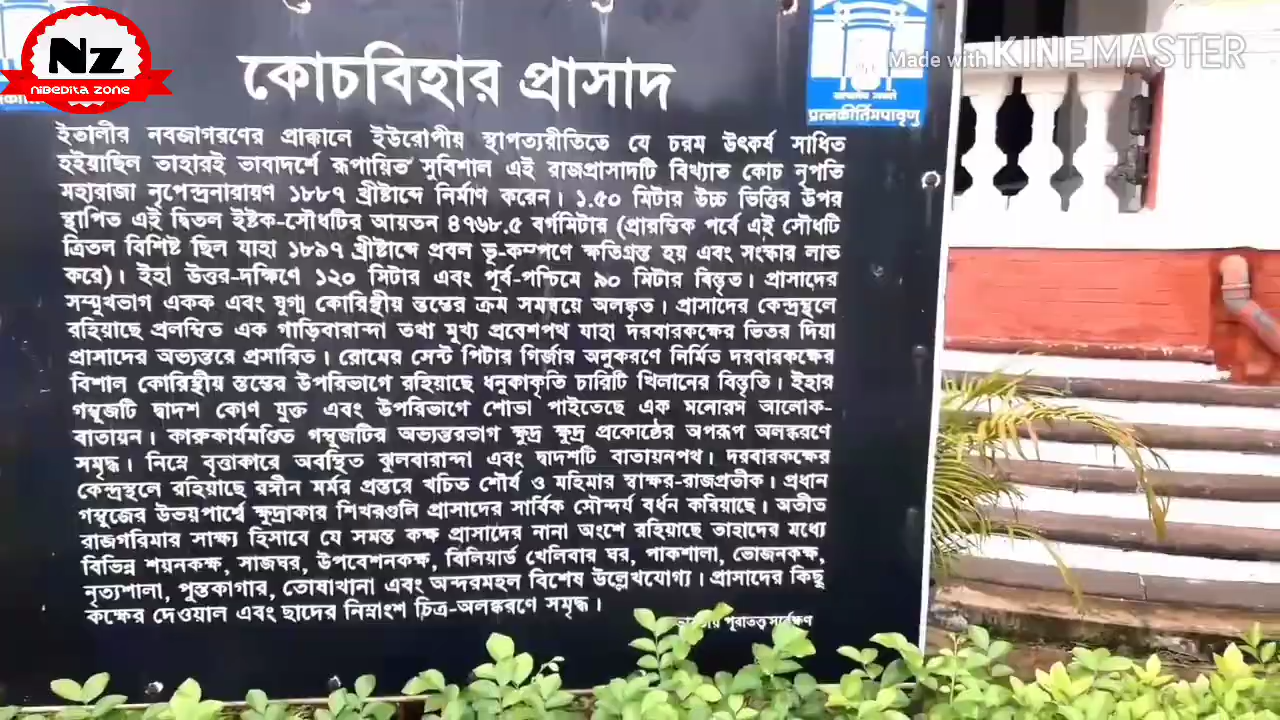 Nz
NIBEDITA ZONE
Made with KINEMASTER
প্রত্নকীর্তিমপাবৃণু
কোচবিহার প্রাসাদ
ইতালীর নবজাগরণের প্রাক্কালে ইউরোপীয় স্থাপত্যরীতিতে যে চরম উৎকর্ষ সাধিত
হইয়াছিল তাহারই ভাবাদর্শে রূপায়িত সুবিশাল এই রাজপ্রাসাদটি বিখ্যাত কোচ নৃপতি
মহারাজা নৃপেন্দ্রনারায়ণ ১৮৮৭ খ্রীষ্টাব্দে নির্মাণ করেন। ১.৫০ মিটার উচ্চ ভিত্তির উপর
স্থাপিত এই দ্বিতল ইষ্টক-সৌধটির আয়তন ৪৭৬৮.৫ বর্গমিটার (প্রারম্ভিক পর্বে এই সৌধটি
ত্রিতল বিশিষ্ট ছিল যাহা ১৮৯৭ খ্রীষ্টাব্দে প্রবল ভূ-কম্পণে ক্ষতিগ্রস্ত হয় এবং সংস্কার লাভ
করে)। ইহা উত্তর-দক্ষিণে ১২০ মিটার এবং পূর্ব-পশ্চিমে ৯০ মিটার বিস্তৃত। প্রাসাদের
সম্মুখভাগ একক এবং যুগ্ম কোরিন্থীয় স্তম্ভের ক্রম সমন্বয়ে অলঙ্কৃত। প্রাসাদের কেন্দ্রস্থলে
রহিয়াছে প্রলম্বিত এক গাড়িবারান্দা তথা মূখ্য প্রবেশপথ যাহা দরবারকক্ষের ভিতর দিয়া
প্রাসাদের অভ্যন্তরে প্রসারিত। রোমের সেন্ট পিটার গির্জার অনুকরণে নির্মিত দরবারকক্ষের
বিশাল কোরিন্থীয় স্তম্ভের উপরিভাগে রহিয়াছে ধনুকাকৃতি চারিটি খিলানের বিস্তৃতি। ইহার
গম্বুজটি দ্বাদশ কোণ যুক্ত এবং উপরিভাগে শোভা পাইতেছে এক মনোরম আলোক-
বাতায়ন। কারুকার্যমণ্ডিত গম্বুজটির অভ্যন্তরভাগ ক্ষুদ্র ক্ষুদ্র প্রকোষ্ঠের অপরূপ অলঙ্করণে
সমৃদ্ধ। নিম্নে বৃত্তাকারে অবস্থিত ঝুলবারান্দা এবং দ্বাদশটি বাতায়নপথ। দরবারকক্ষের
কেন্দ্রস্থলে রহিয়াছে রঙ্গীন মর্মর প্রস্তরে খচিত শৌর্য ও মহিমার স্বাক্ষর-রাজপ্রতীক। প্রধান
গম্বুজের উভয়পার্শ্বে ক্ষুদ্রাকার শিখরগুলি প্রাসাদের সার্বিক সৌন্দর্য বর্ধন করিয়াছে। অতীত
রাজগরিমার সাক্ষ্য হিসাবে যে সমস্ত কক্ষ প্রাসাদের নানা অংশে রহিয়াছে তাহাদের মধ্যে
বিভিন্ন শয়নকক্ষ, সাজঘর, উপবেশনকক্ষ, বিলিয়ার্ড খেলিবার ঘর, পাকশালা, ভোজনকক্ষ,
নৃত্যশালা, পুস্তকাগার, তোষাখানা এবং অন্দরমহল বিশেষ উল্লেখযোগ্য। প্রাসাদের কিছু
কক্ষের দেওয়াল এবং ছাদের নিম্নাংশ চিত্র-অলঙ্করণে সমৃদ্ধ।
পুরাতত্ত্ব সর্বেক্ষণ